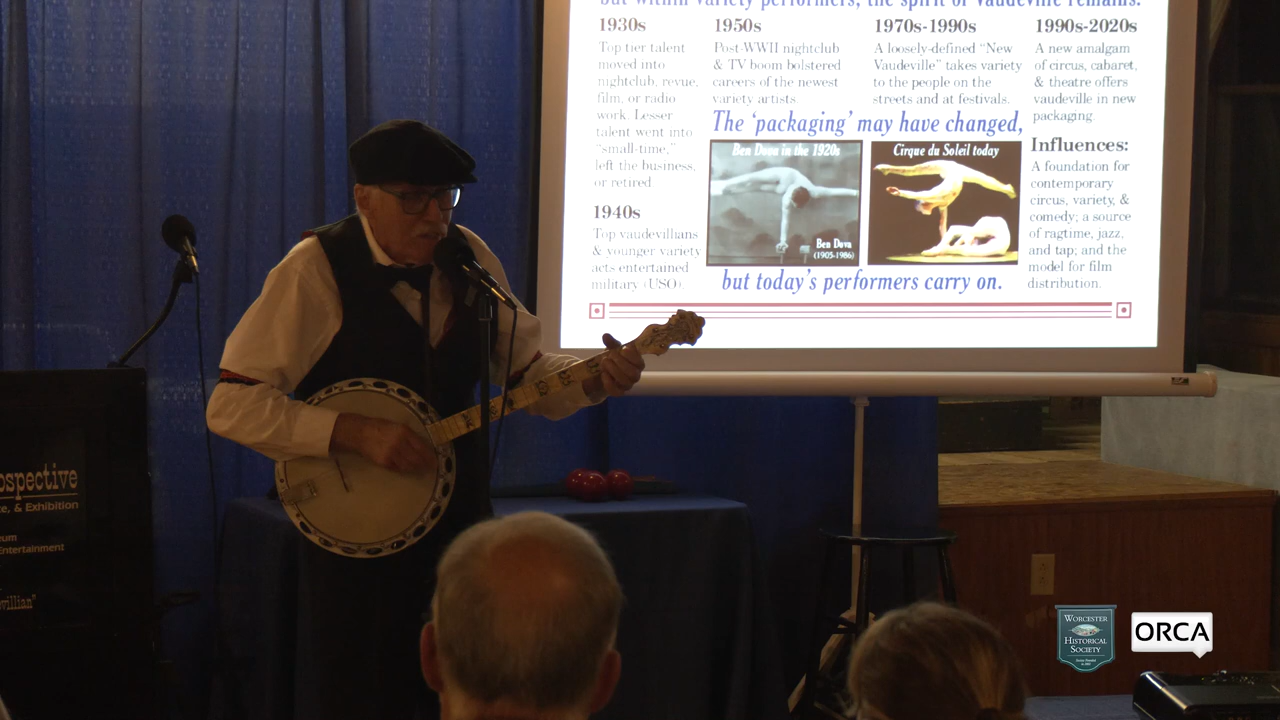 but within variety performers, the spirit of Vaudeville remains.
1930s
Top tier talent
moved into
nightclub, revue,
film, or radio
work. Lesser
talent went into
"small-time,"
left the business,
or retired.
1940s
Top vaudevillians
& younger variety
acts entertained
military (USO).
1950s
Post-WWII nightclub
& TV boom bolstered
careers of the newest
variety artists
1970s-1990s
A loosely-defined “New
Vaudeville” takes variety
to the people on the
streets and at festivals.
1990s-2020s
A new amalgam
of circus, cabaret,
& theatre offers
vaudeville in new
packaging.
The ‘packaging’ may have changed,
Ben Dova in the 1920s
Ben Dova
(1905-1986)
Cirque du Soleil today
but today’s performers carry on.
Influences:
A foundation for
contemporary
circus, variety, &
comedy; a source
of ragtime, jazz,
and tap; and the
model for film
distribution.
ospective
e, & Exhibition
eum
Entertainment
villian"
WORCESTER
HISTORICAL
SOCIETY
ORCA